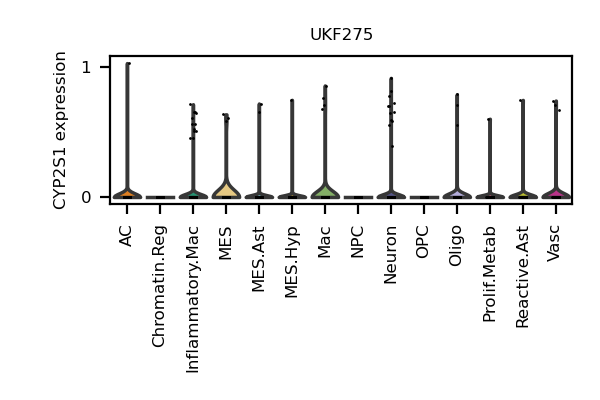 UKF275
CYP2S1 expression
1
0
AC
Chromatin.Reg
Inflammatory.Mac
MES
MES.Ast
MES.Hyp
Mac
NPC
Neuron
OPC
Oligo
Prolif.Metab
Reactive.Ast
Vasc